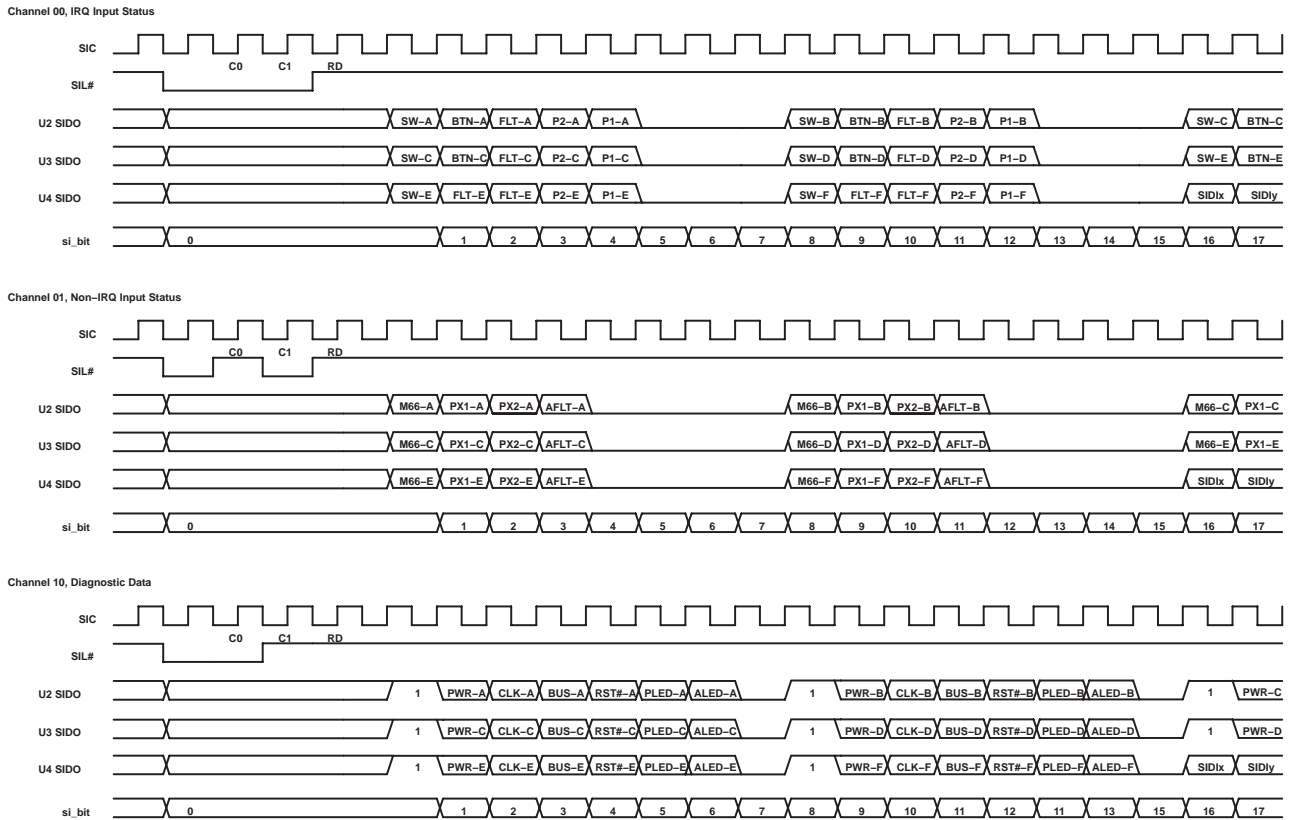 Channel 00, IRQ Input Status
SIC
C0 C1 RD
SIL#
U2 SIDO SW–A BTN–A FLT–A P2–A P1–A SW–B BTN–B FLT–B P2–B P1–B SW–C BTN–C
U3 SIDO SW–C BTN–C FLT–C P2–C P1–C SW–D BTN–D FLT–D P2–D P1–D SW–E BTN–E
U4 SIDO SW–E FLT–E FLT–E P2–E P1–E SW–F FLT–F FLT–F P2–F P1–F SIDIx SIDIy
si_bit 0 1 2 3 4 5 6 7 8 9 10 11 12 13 14 15 16 17
Channel 01, Non–IRQ Input Status
SIC
C0 C1 RD
SIL#
U2 SIDO M66–A PX1–A PX2–A AFLT–A M66–B PX1–B PX2–B AFLT–B M66–C PX1–C
U3 SIDO M66–C PX1–C PX2–C AFLT–C M66–D PX1–D PX2–D AFLT–D M66–E PX1–E
U4 SIDO M66–E PX1–E PX2–E AFLT–E M66–F PX1–F PX2–F AFLT–F SIDIx SIDIy
si_bit 0 1 2 3 4 5 6 7 8 9 10 11 12 13 14 15 16 17
Channel 10, Diagnostic Data
SIC
C0 C1 RD
SIL#
U2 SIDO 1 PWR–A CLK–A BUS–A RST#–A PLED–A ALED–A 1 PWR–B CLK–B BUS–B RST#–B PLED–B ALED–B 1 PWR–C
U3 SIDO 1 PWR–C CLK–C BUS–C RST#–C PLED–C ALED–C 1 PWR–D CLK–D BUS–D RST#–D PLED–D ALED–D 1 PWR–D
U4 SIDO 1 PWR–E CLK–E BUS–E RST#–E PLED–E ALED–E 1 PWR–F CLK–F BUS–F RST#–F PLED–F ALED–F SIDIx SIDIy
si_bit 0 1 2 3 4 5 6 7 8 9 10 11 12 11 13 15 16 17